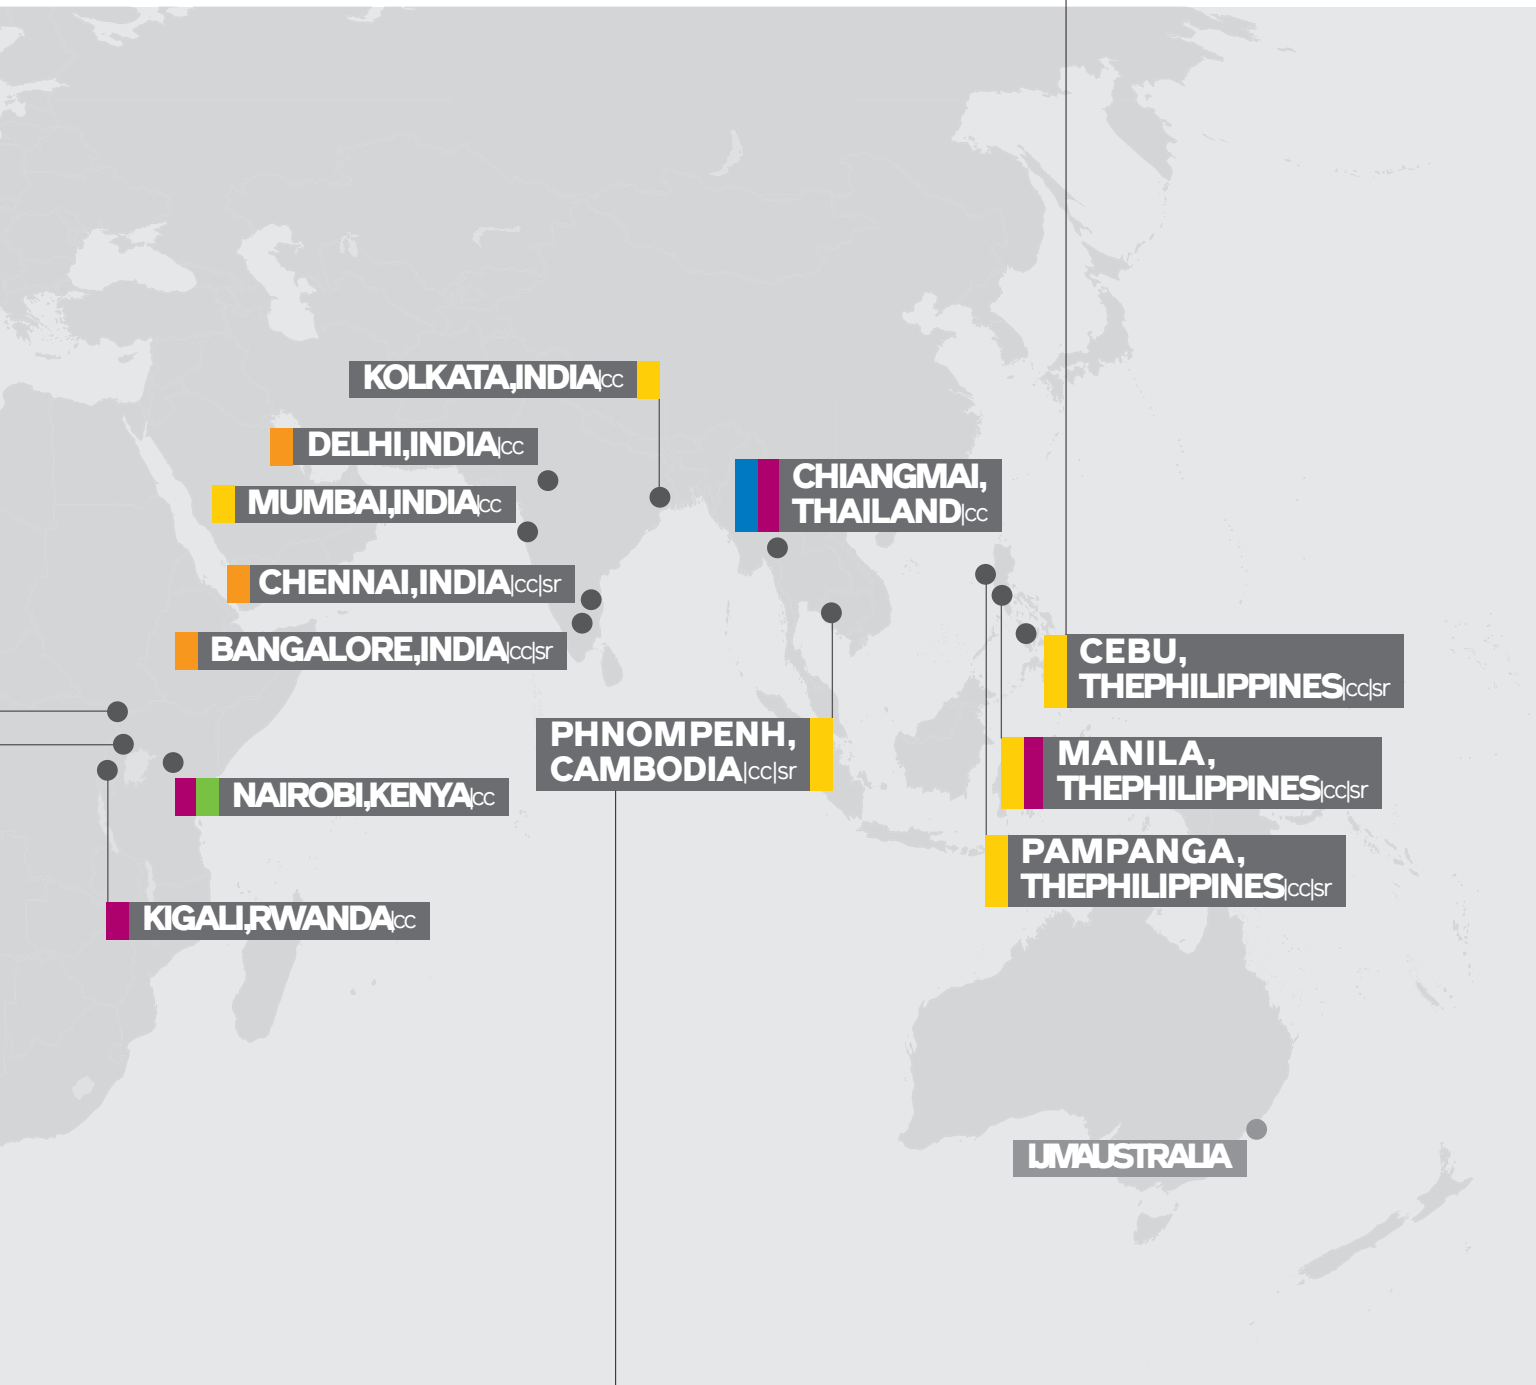 KOLKATA,INDIA|cc
DELHI,INDIA|cc
MUMBAI,INDIA|cc
CHIANGMAI,
THAILAND|cc
CHENNAI,INDIA|cc|sr
BANGALORE,INDIA|cc|sr
CEBU,
THEPHILIPPINES|cc|sr
PHNOMPENH,
CAMBODIA|cc|sr
MANILA,
THEPHILIPPINES|cc|sr
NAIROBI,KENYA|cc
PAMPANGA,
THEPHILIPPINES|cc|sr
KIGALI,RWANDA|cc
IJMAUSTRALIA